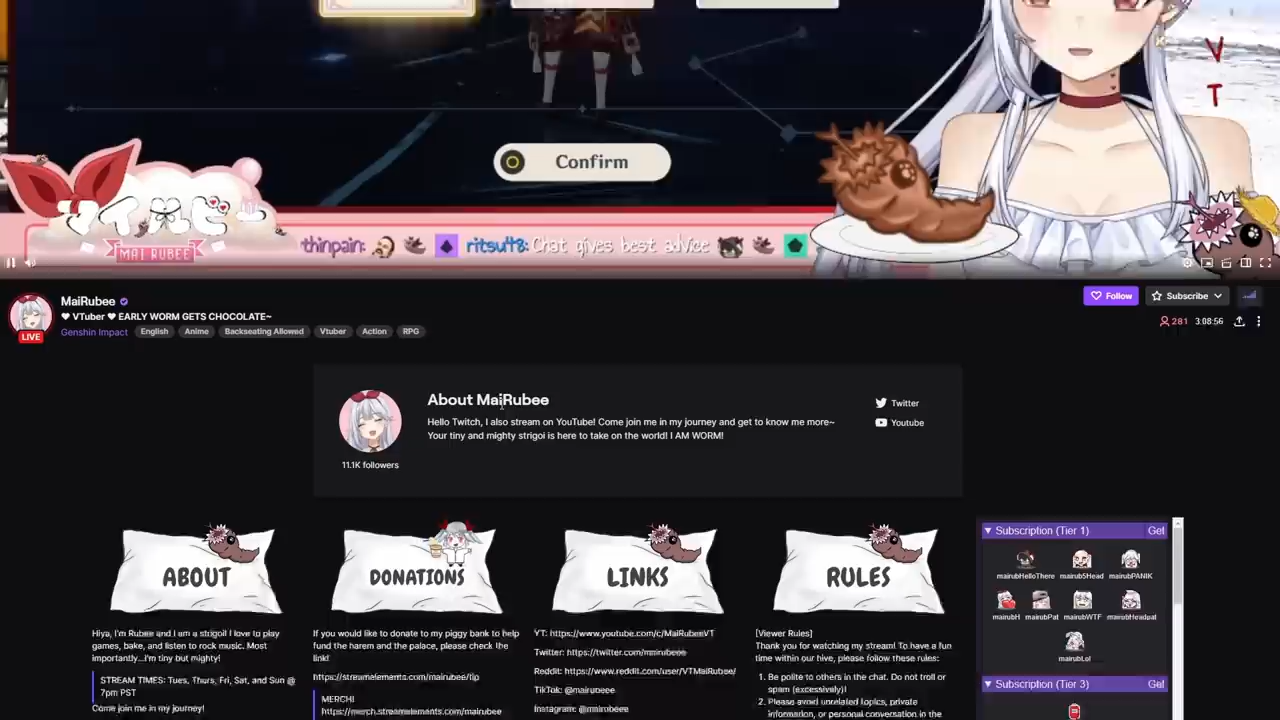 V
T
Confirm
マイルビー
MAI RUBEE
thinpain:
ritsu48: Chat gives best advice
MaiRubee
VTuber ❤ EARLY WORM GETS CHOCOLATE~
LIVE
Genshin Impact English Anime Backseating Allowed Vtuber Action RPG
Follow Subscribe
281 3:08:56
About MaiRubee
Hello Twitch, I also stream on YouTube! Come join me in my journey and get to know me more~
Your tiny and mighty strigoi is here to take on the world! I AM WORM!
11.1K followers
Twitter
Youtube
ABOUT
Hiya, I'm Rubee and I am a strigoi! I love to play
games, bake, and listen to rock music. Most
importantly...I'm tiny but mighty!
STREAM TIMES: Tues, Thurs, Fri, Sat, and Sun @
7pm PST
Come join me in my journey!
DONATIONS
If you would like to donate to my piggy bank to help
fund the harem and the palace, please check the
link!
https://streamelements.com/mairubee/tip
MERCH!
https://merch.streamelements.com/mairubee
LINKS
YT: https://www.youtube.com/c/MaiRubeeVT
Twitter: https://twitter.com/mairubeee
Reddit: https://www.reddit.com/user/VTMaiRubee/
TikTok: @mairubeee
Instagram: @mairubeee
RULES
[Viewer Rules]
Thank you for watching my stream! To have a fun
time within our hive, please follow these rules:
1. Be polite to others in the chat. Do not troll or
spam (excessively)!
2. Please avoid unrelated topics, private
information, or personal conversation in the
Subscription (Tier 1) Get
mairubHelloThere mairub5Head mairubPANIK
mairubH mairubPat mairubWTF mairubHeadpat
mairubLol
Subscription (Tier 3) Get